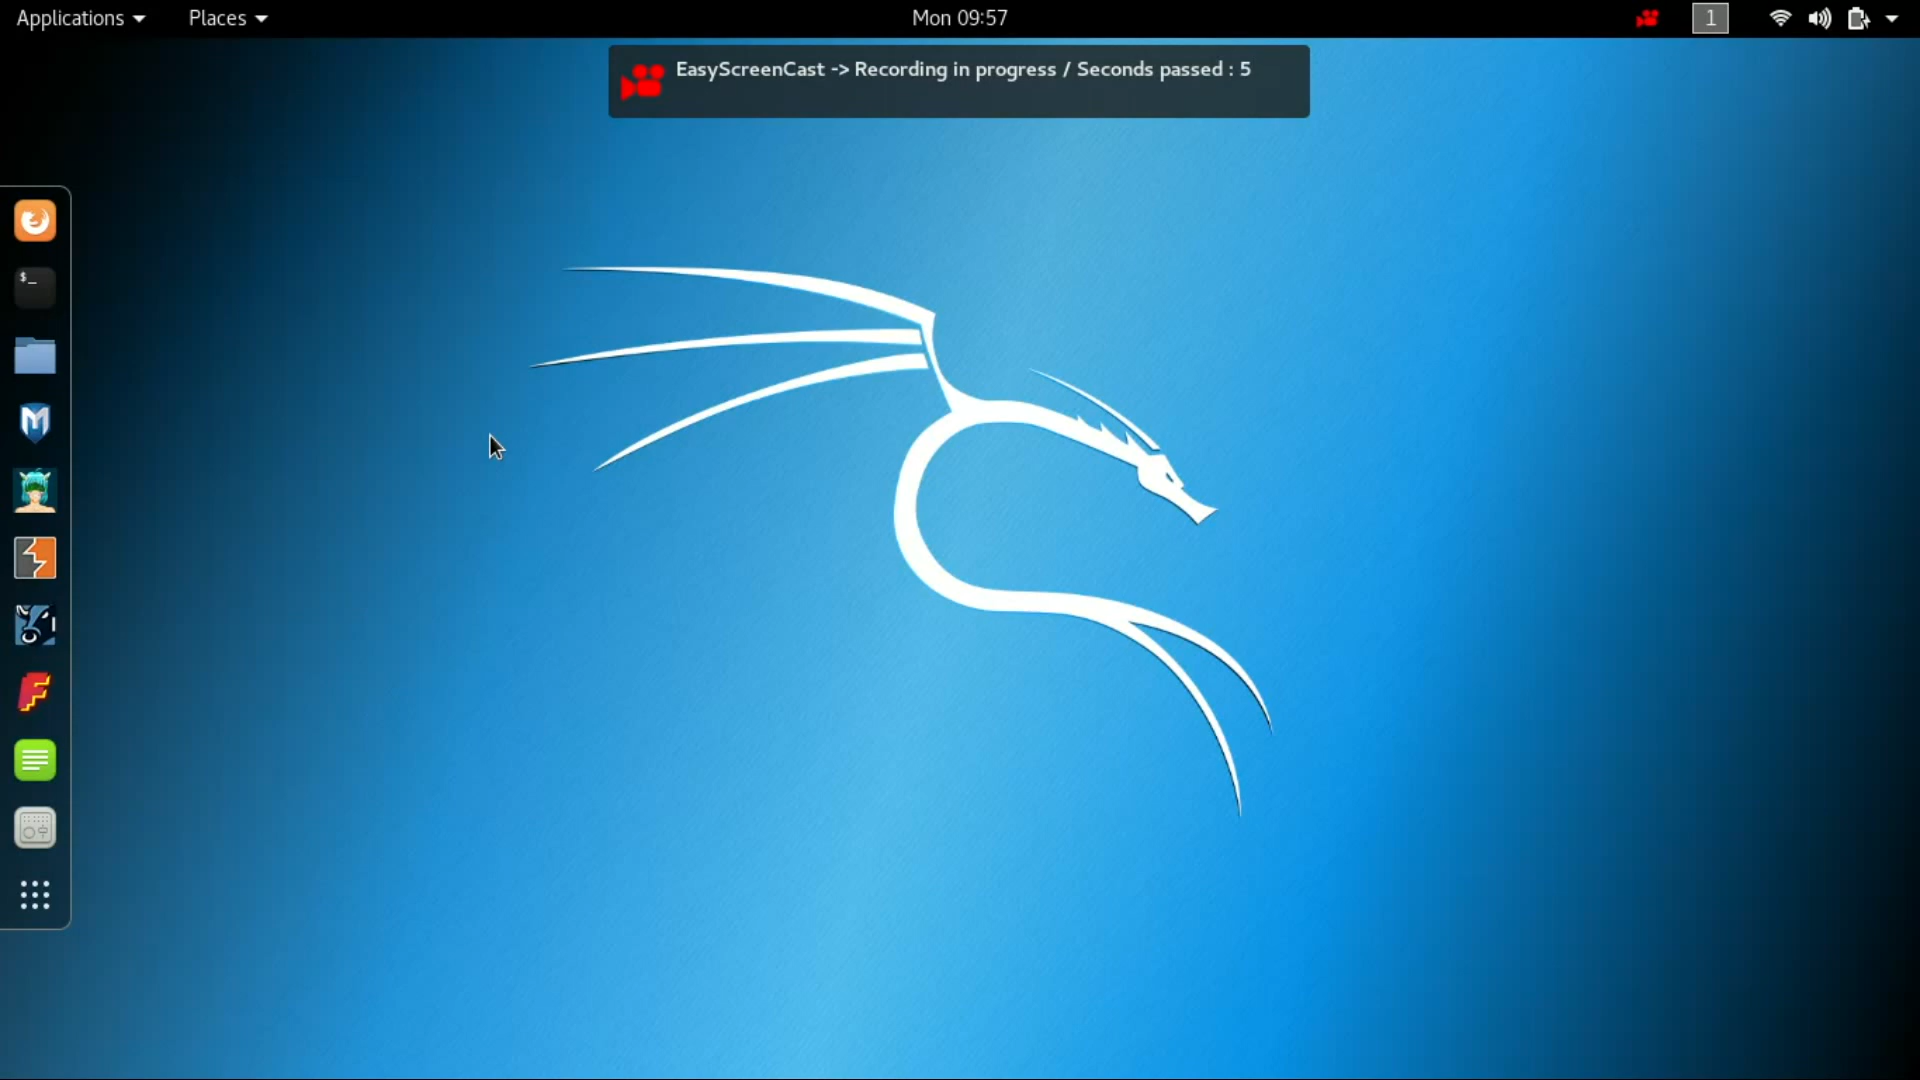 Applications Places Mon 09:57 1
EasyScreenCast -> Recording in progress / Seconds passed : 5
$_